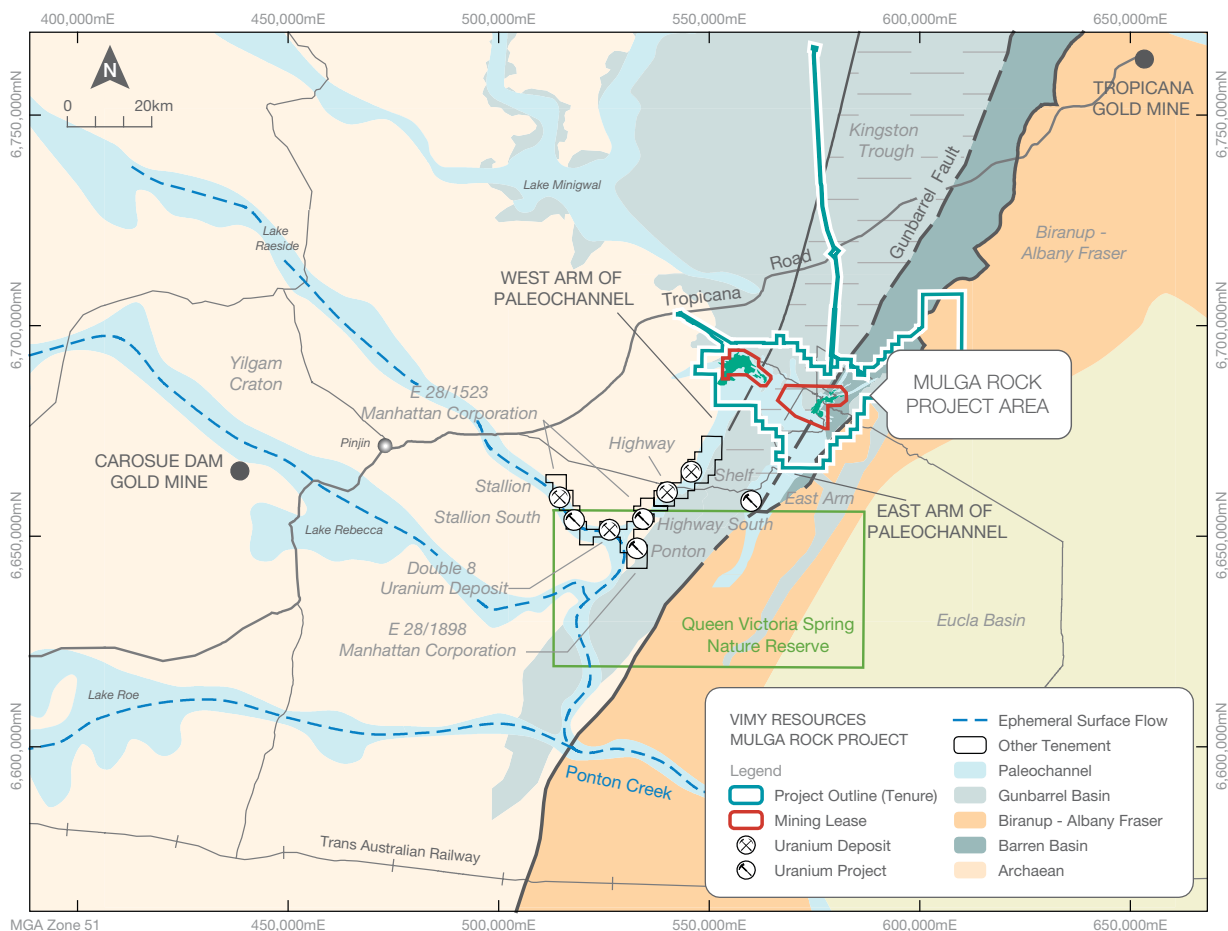 400,000mE
450,000mE
500,000mE
550,000mE
600,000mE
650,000mE
6,750,000mN
6,700,000mN
6,650,000mN
6,600,000mN
6,750,000mN
6,700,000mN
6,650,000mN
6,600,000mN
N
0
20km
TROPICANA
GOLD MINE
Kingston
Trough
Gunbarrel Fault
Lake Minigwal
Lake
Raeside
Biranup -
Albany Fraser
WEST ARM OF
PALEOCHANNEL
Tropicana
Road
Yilgarn
Craton
E 28/1523
Manhattan Corporation
MULGA ROCK
PROJECT AREA
Pinjin
CAROSUE DAM
GOLD MINE
Highway
Shelf
Stallion
East Arm
Stallion South
Highway South
EAST ARM OF
PALEOCHANNEL
Lake Rebecca
Ponton
Double 8
Uranium Deposit
E 28/1898
Manhattan Corporation
Queen Victoria Spring
Nature Reserve
Eucla Basin
Lake Roe
Ponton Creek
Trans Australian Railway
VIMY RESOURCES
MULGA ROCK PROJECT
Legend
Project Outline (Tenure)
Mining Lease
Uranium Deposit
Uranium Project
Ephemeral Surface Flow
Other Tenement
Paleochannel
Gunbarrel Basin
Biranup - Albany Fraser
Barren Basin
Archaean
MGA Zone 51
450,000mE
500,000mE
550,000mE
600,000mE
650,000mE